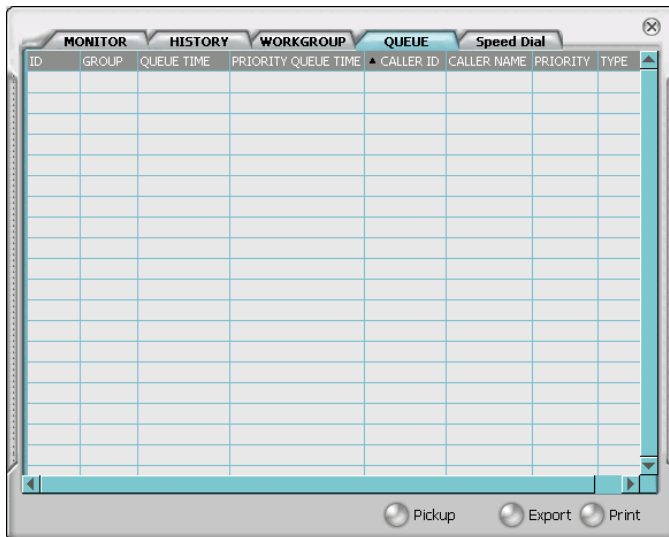 MONITOR HISTORY WORKGROUP QUEUE Speed Dial
ID GROUP QUEUE TIME PRIORITY QUEUE TIME CALLER ID CALLER NAME PRIORITY TYPE
Pickup Export Print